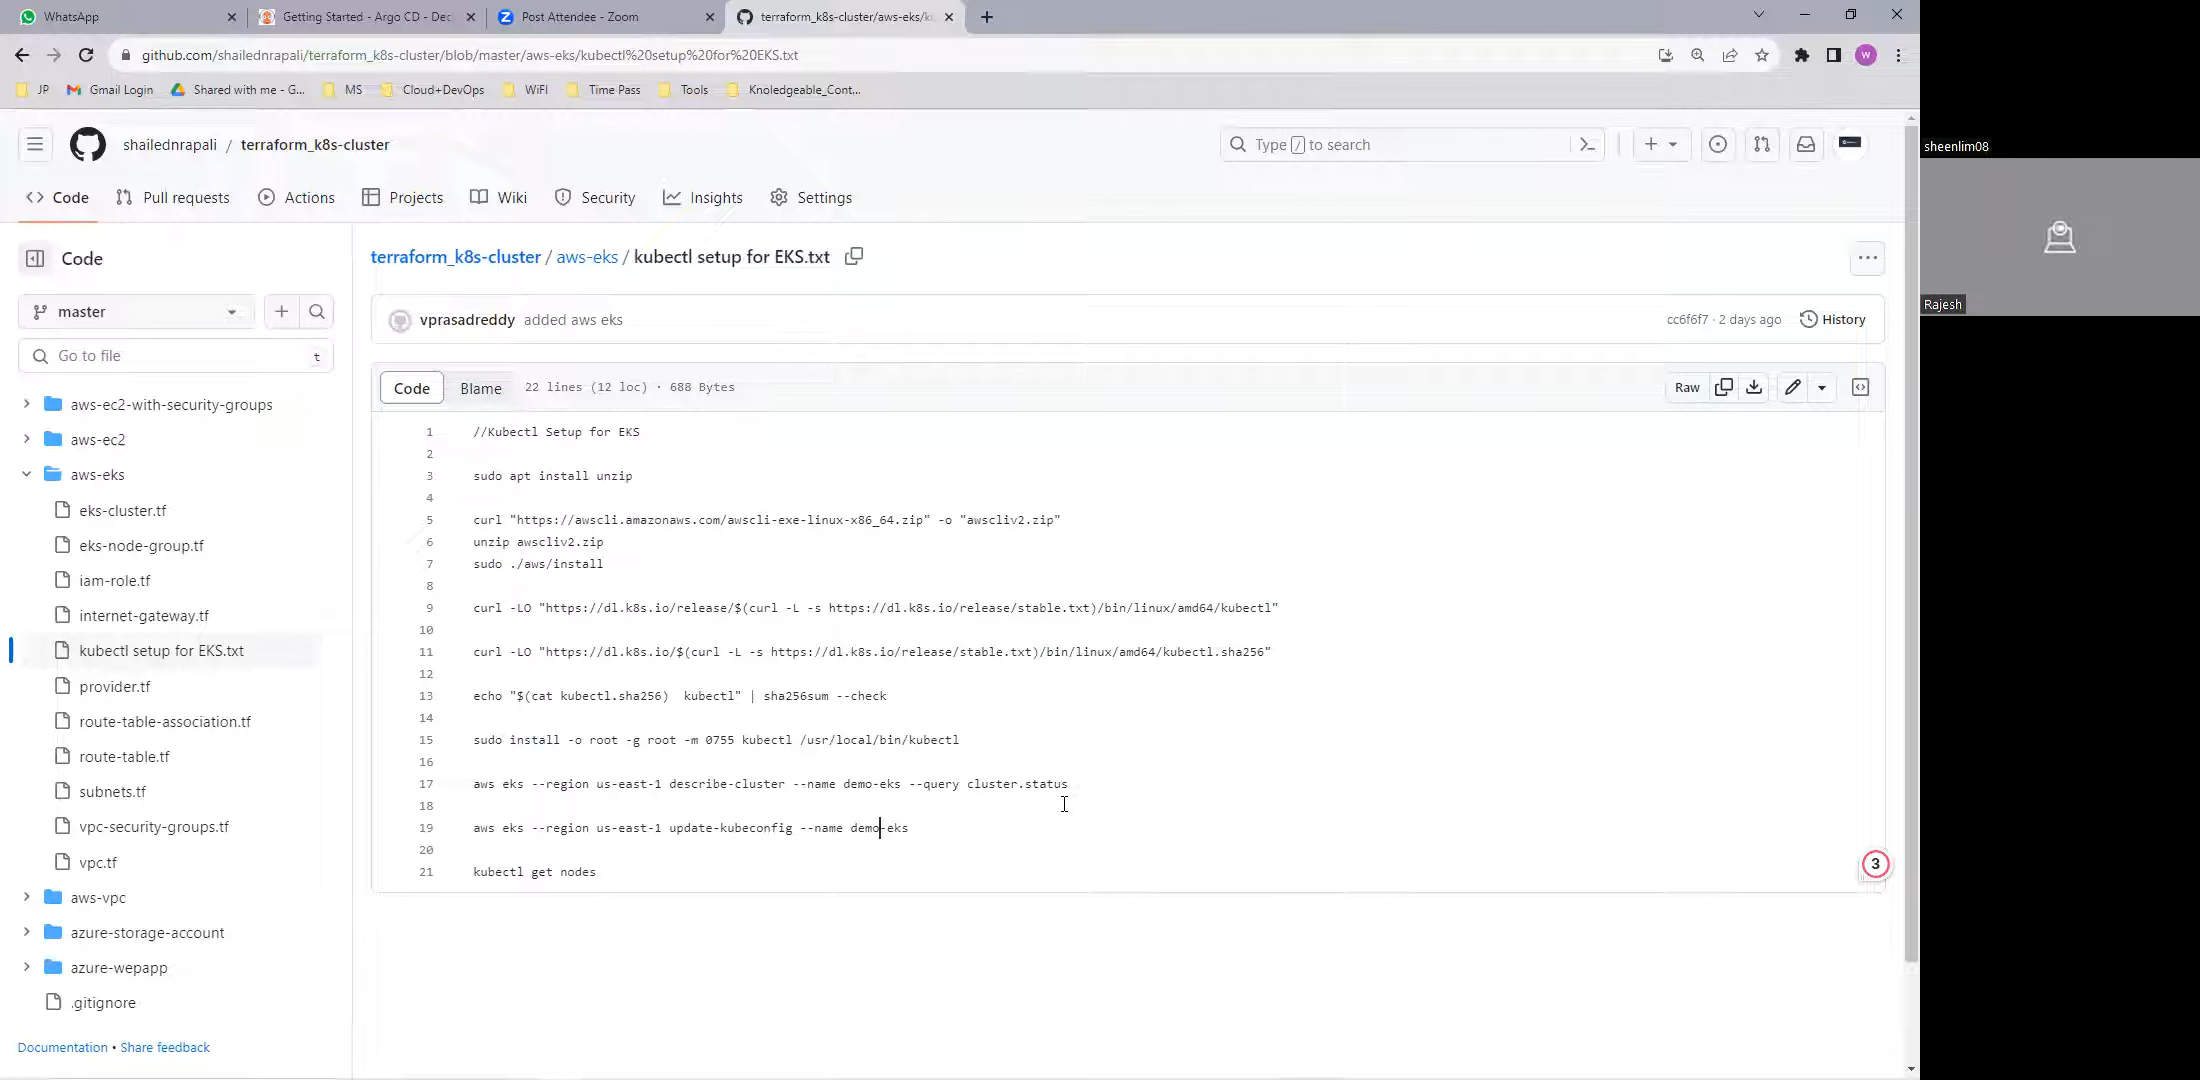 WhatsApp
Getting Started - Argo CD - Dec
Post Attendee - Zoom
terraform_k8s-cluster/aws-eks/k
github.com/shailednrapali/terraform_k8s-cluster/blob/master/aws-eks/kubectl%20setup%20for%20EKS.txt
W
JP
Gmail Login
Shared with me - G...
MS
Cloud+DevOps
WiFI
Time Pass
Tools
Knoledgeable_Cont...
shailednrapali / terraform_k8s-cluster
Type / to search
Code
Pull requests
Actions
Projects
Wiki
Security
Insights
Settings
Code
master
Go to file
t
aws-ec2-with-security-groups
aws-ec2
aws-eks
eks-cluster.tf
eks-node-group.tf
iam-role.tf
internet-gateway.tf
kubectl setup for EKS.txt
provider.tf
route-table-association.tf
route-table.tf
subnets.tf
vpc-security-groups.tf
vpc.tf
aws-vpc
azure-storage-account
azure-wepapp
.gitignore
Documentation • Share feedback
terraform_k8s-cluster / aws-eks / kubectl setup for EKS.txt
vprasadreddy added aws eks
cc6f6f7 · 2 days ago
History
Code
Blame
22 lines (12 loc) · 688 Bytes
Raw
1 //Kubectl Setup for EKS
2
3 sudo apt install unzip
4
5 curl "https://awscli.amazonaws.com/awscli-exe-linux-x86_64.zip" -o "awscliv2.zip"
6 unzip awscliv2.zip
7 sudo ./aws/install
8
9 curl -LO "https://dl.k8s.io/release/$(curl -L -s https://dl.k8s.io/release/stable.txt)/bin/linux/amd64/kubectl"
10
11 curl -LO "https://dl.k8s.io/$(curl -L -s https://dl.k8s.io/release/stable.txt)/bin/linux/amd64/kubectl.sha256"
12
13 echo "$(cat kubectl.sha256)  kubectl" | sha256sum --check
14
15 sudo install -o root -g root -m 0755 kubectl /usr/local/bin/kubectl
16
17 aws eks --region us-east-1 describe-cluster --name demo-eks --query cluster.status
18
19 aws eks --region us-east-1 update-kubeconfig --name demo-eks
20
21 kubectl get nodes
3
sheenlim08
Rajesh